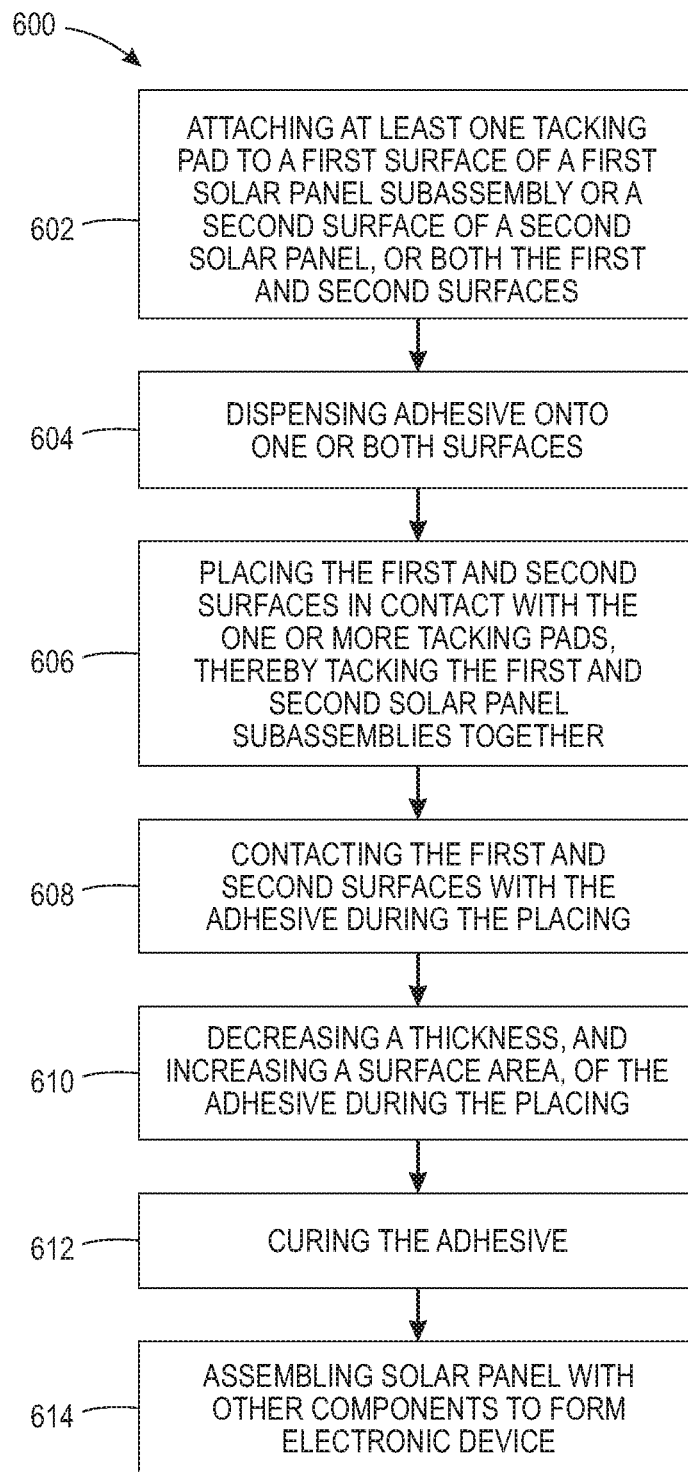 600
ATTACHING AT LEAST ONE TACKING
PAD TO A FIRST SURFACE OF A FIRST
SOLAR PANEL SUBASSEMBLY OR A
SECOND SURFACE OF A SECOND
SOLAR PANEL, OR BOTH THE FIRST
AND SECOND SURFACES
602
DISPENSING ADHESIVE ONTO
ONE OR BOTH SURFACES
604
PLACING THE FIRST AND SECOND
SURFACES IN CONTACT WITH THE
ONE OR MORE TACKING PADS,
THEREBY TACKING THE FIRST AND
SECOND SOLAR PANEL
SUBASSEMBLIES TOGETHER
606
CONTACTING THE FIRST AND
SECOND SURFACES WITH THE
ADHESIVE DURING THE PLACING
608
DECREASING A THICKNESS, AND
INCREASING A SURFACE AREA, OF THE
ADHESIVE DURING THE PLACING
610
CURING THE ADHESIVE
612
ASSEMBLING SOLAR PANEL WITH
OTHER COMPONENTS TO FORM
ELECTRONIC DEVICE
614